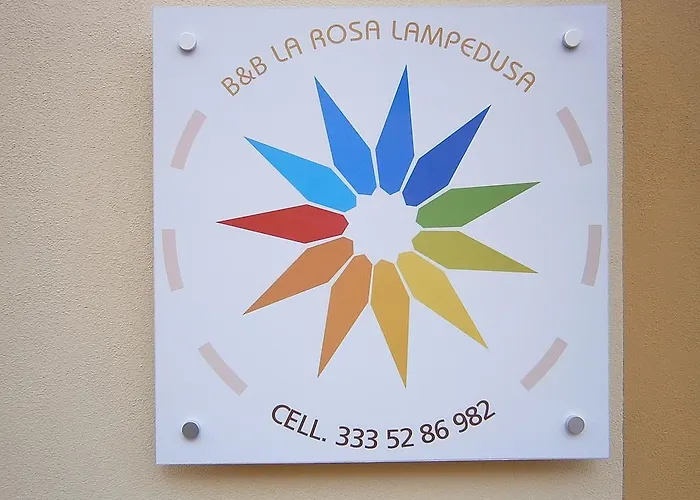 B&B LA ROSA LAMPEDUSA
CELL. 333 52 86 982